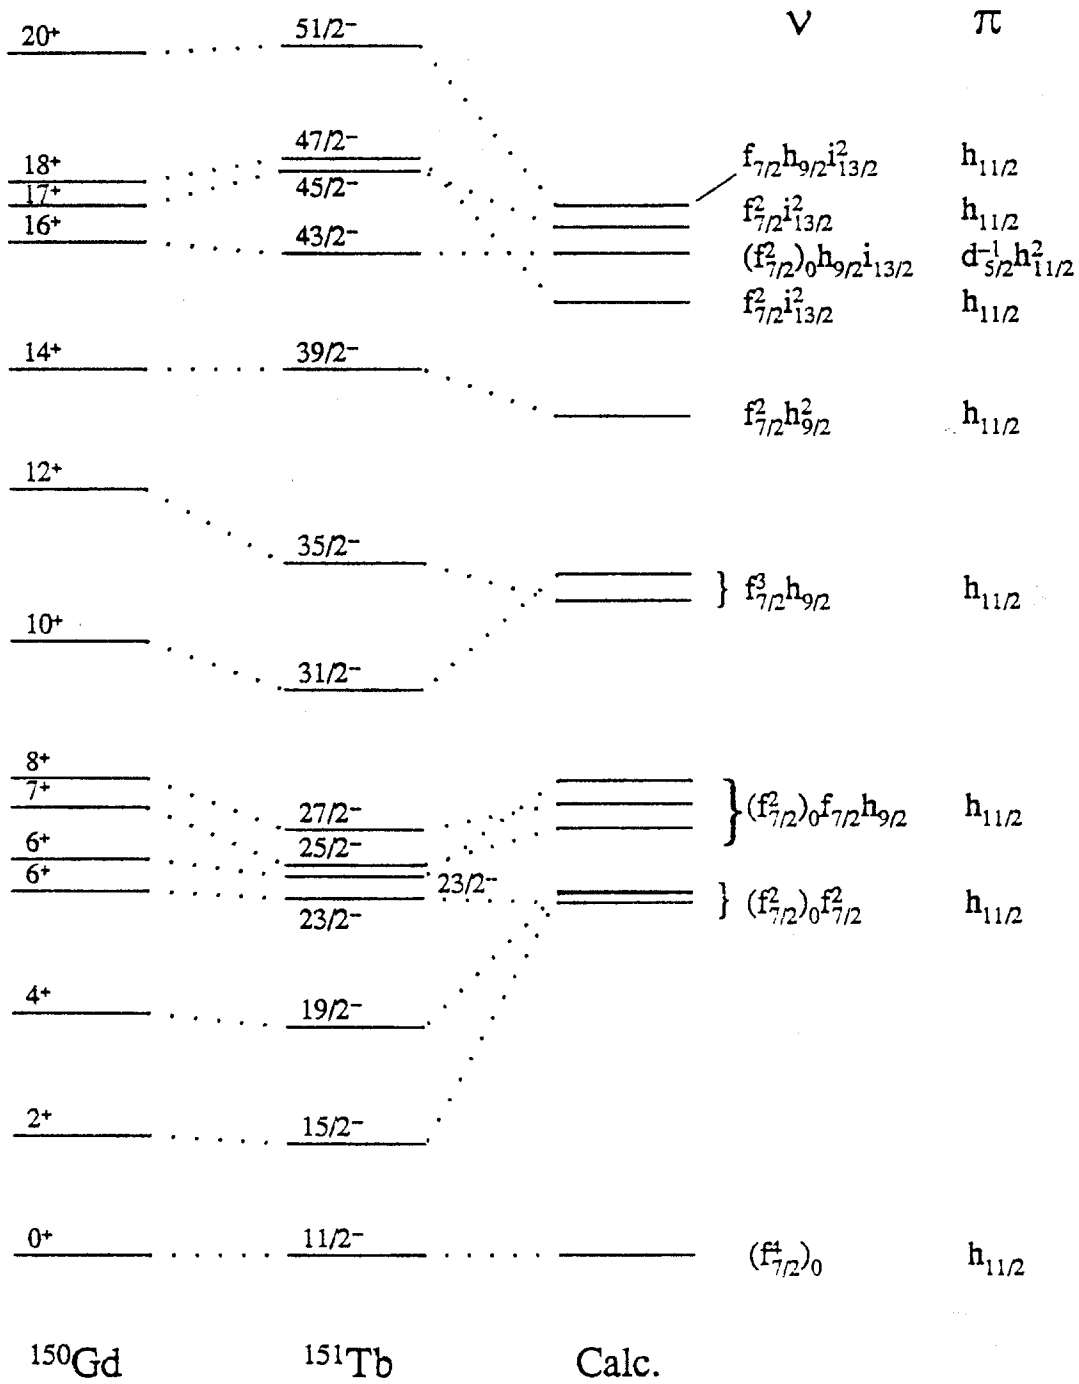 ν π
20⁺ 51/2⁻
18⁺ 47/2⁻ f₇/₂h₉/₂i²₁₃/₂ h₁₁/₂
17⁺ 45/2⁻ f²₇/₂i²₁₃/₂ h₁₁/₂
16⁺ 43/2⁻ (f²₇/₂)₀h₉/₂i₁₃/₂ d⁻¹₅/₂h²₁₁/₂
f²₇/₂i²₁₃/₂ h₁₁/₂
14⁺ 39/2⁻ f²₇/₂h²₉/₂ h₁₁/₂
12⁺
35/2⁻ } f³₇/₂h₉/₂ h₁₁/₂
10⁺
31/2⁻
8⁺
7⁺ 27/2⁻ } (f²₇/₂)₀f₇/₂h₉/₂ h₁₁/₂
6⁺ 25/2⁻
6⁺ 23/2⁻
23/2⁻ } (f²₇/₂)₀f²₇/₂ h₁₁/₂
4⁺ 19/2⁻
2⁺ 15/2⁻
0⁺ 11/2⁻ (f⁴₇/₂)₀ h₁₁/₂
¹⁵⁰Gd ¹⁵¹Tb Calc.